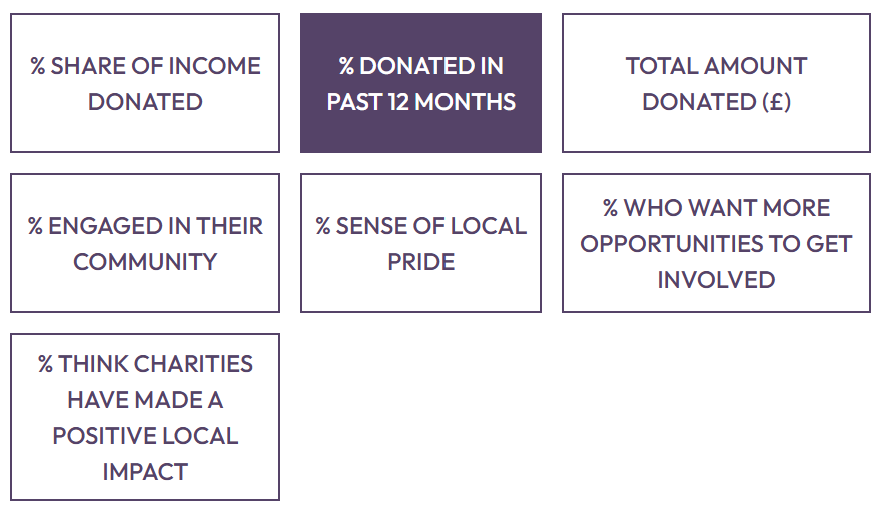 % SHARE OF INCOME
DONATED
% DONATED IN
PAST 12 MONTHS
TOTAL AMOUNT
DONATED (£)
% ENGAGED IN THEIR
COMMUNITY
% SENSE OF LOCAL
PRIDE
% WHO WANT MORE
OPPORTUNITIES TO GET
INVOLVED
% THINK CHARITIES
HAVE MADE A
POSITIVE LOCAL
IMPACT